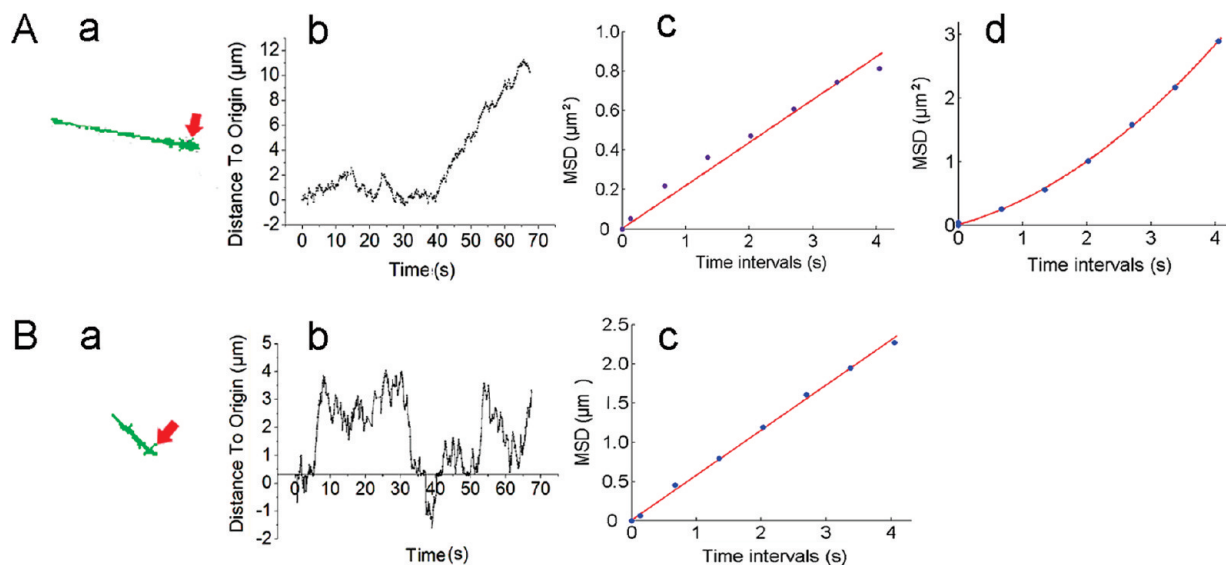 A
a
b
c
d
Distance To Origin (µm)
12
10
8
6
4
2
0
-2
0 10 20 30 40 50 60 70
Time (s)
MSD (µm²)
1.0
0.8
0.6
0.4
0.2
0
0 1 2 3 4
Time intervals (s)
MSD (µm²)
3
2
1
0
0 1 2 3 4
Time intervals (s)
B
a
b
c
Distance To Origin (µm)
5
4
3
2
1
0
-1
-2
0 10 20 30 40 50 60 70
Time (s)
MSD (µm )
2.5
2.0
1.5
1.0
0.5
0
0 1 2 3 4
Time intervals (s)